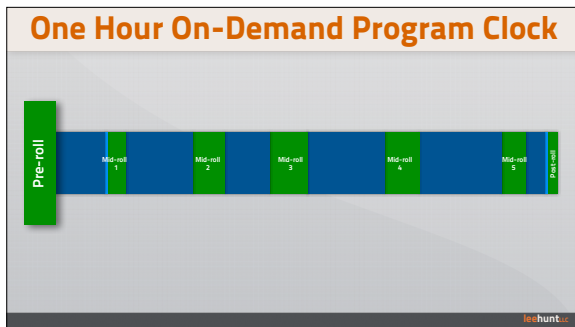 One Hour On-Demand Program Clock
Pre-roll
Mid-roll
1
Mid-roll
2
Mid-roll
3
Mid-roll
4
Mid-roll
5
Post-roll
leehunt LLC